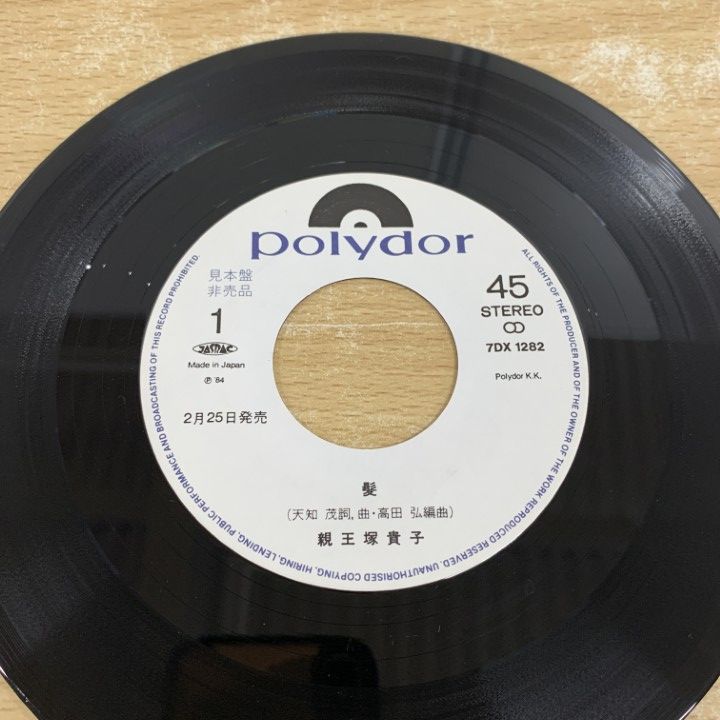 polydor
見本盤
非売品
1
JASRAC
Made in Japan
℗ '84
2月25日発売
45
STEREO
7DX 1282
Polydor K.K.
髪
(天知 茂詞,曲・高田 弘編曲)
親王塚貴子
ALL RIGHTS OF THE PRODUCER AND OF THE OWNER OF THE WORK REPRODUCED RESERVED. UNAUTHORISED COPYING, HIRING, LENDING, PUBLIC PERFORMANCE AND BROADCASTING OF THIS RECORD PROHIBITED.